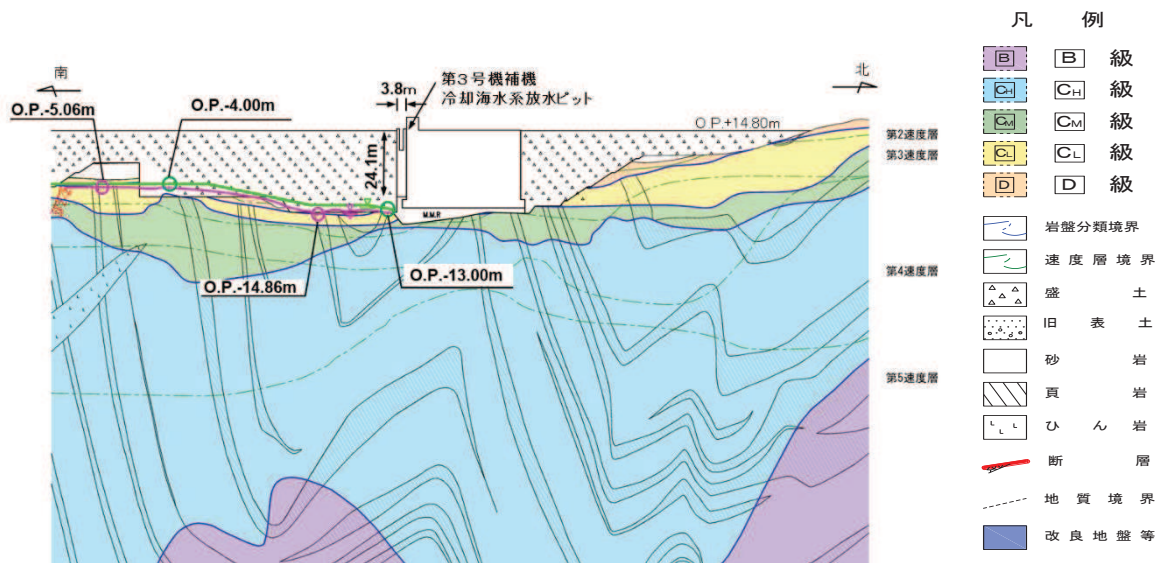 南
北
O.P.-5.06m
O.P.-4.00m
3.8m
第3号機補機
冷却海水系放水ピット
O.P.+14.80m
24.1m
M.M.R
O.P.-14.86m
O.P.-13.00m
第2速度層
第3速度層
第4速度層
第5速度層
凡 例
B B 級
CH CH 級
CM CM 級
CL CL 級
D D 級
岩盤分類境界
速度層境界
盛土
旧表土
砂岩
頁岩
ひん岩
断層
地質境界
改良地盤等